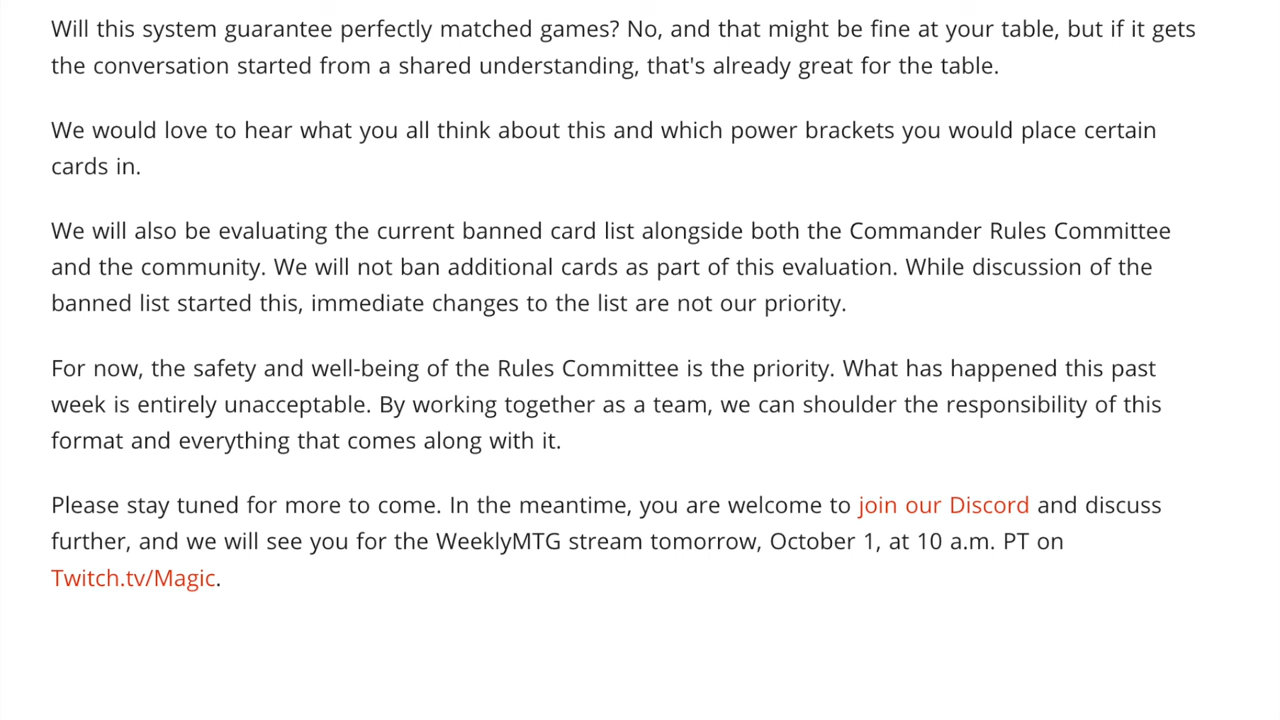 Will this system guarantee perfectly matched games? No, and that might be fine at your table, but if it gets
the conversation started from a shared understanding, that's already great for the table.
We would love to hear what you all think about this and which power brackets you would place certain
cards in.
We will also be evaluating the current banned card list alongside both the Commander Rules Committee
and the community. We will not ban additional cards as part of this evaluation. While discussion of the
banned list started this, immediate changes to the list are not our priority.
For now, the safety and well-being of the Rules Committee is the priority. What has happened this past
week is entirely unacceptable. By working together as a team, we can shoulder the responsibility of this
format and everything that comes along with it.
Please stay tuned for more to come. In the meantime, you are welcome to join our Discord and discuss
further, and we will see you for the WeeklyMTG stream tomorrow, October 1, at 10 a.m. PT on
Twitch.tv/Magic.